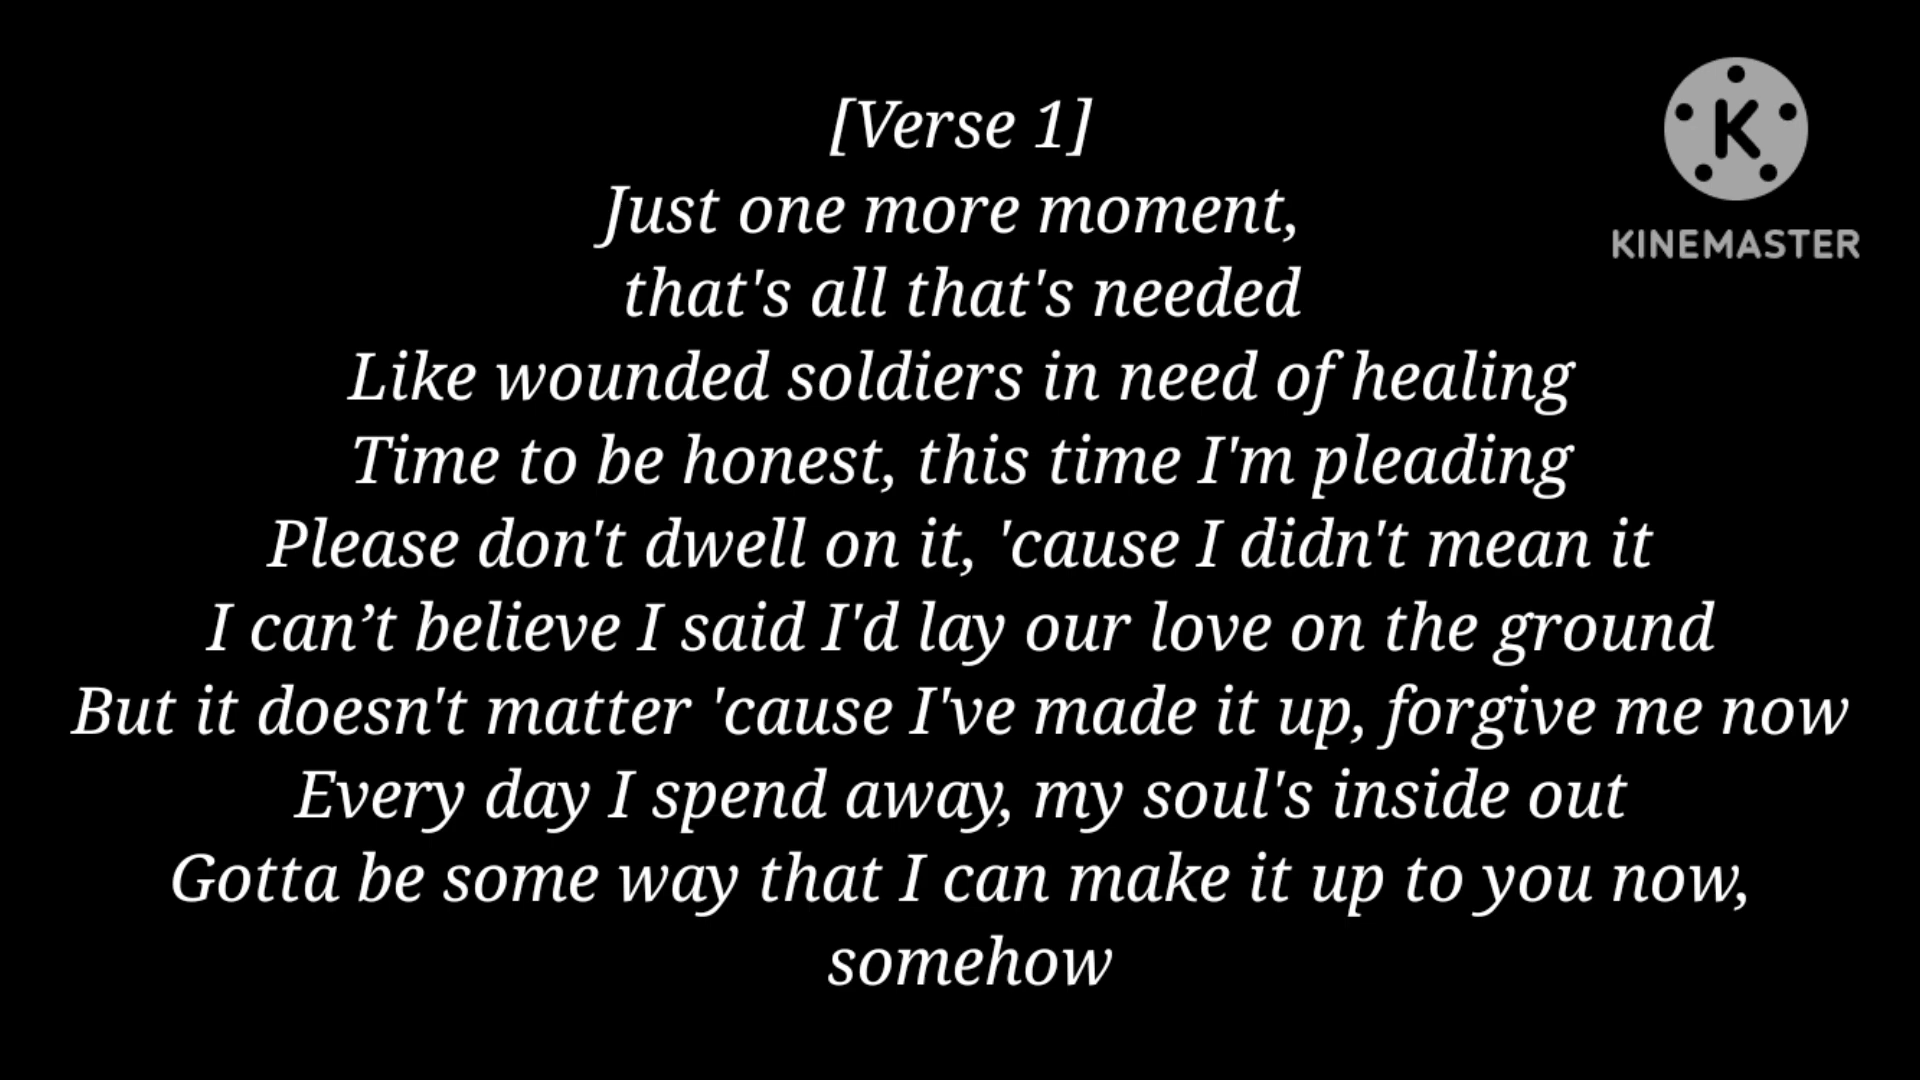 [Verse 1]
Just one more moment,
that's all that's needed
Like wounded soldiers in need of healing
Time to be honest, this time I'm pleading
Please don't dwell on it, 'cause I didn't mean it
I can’t believe I said I'd lay our love on the ground
But it doesn't matter 'cause I've made it up, forgive me now
Every day I spend away, my soul's inside out
Gotta be some way that I can make it up to you now,
somehow
K
KINEMASTER